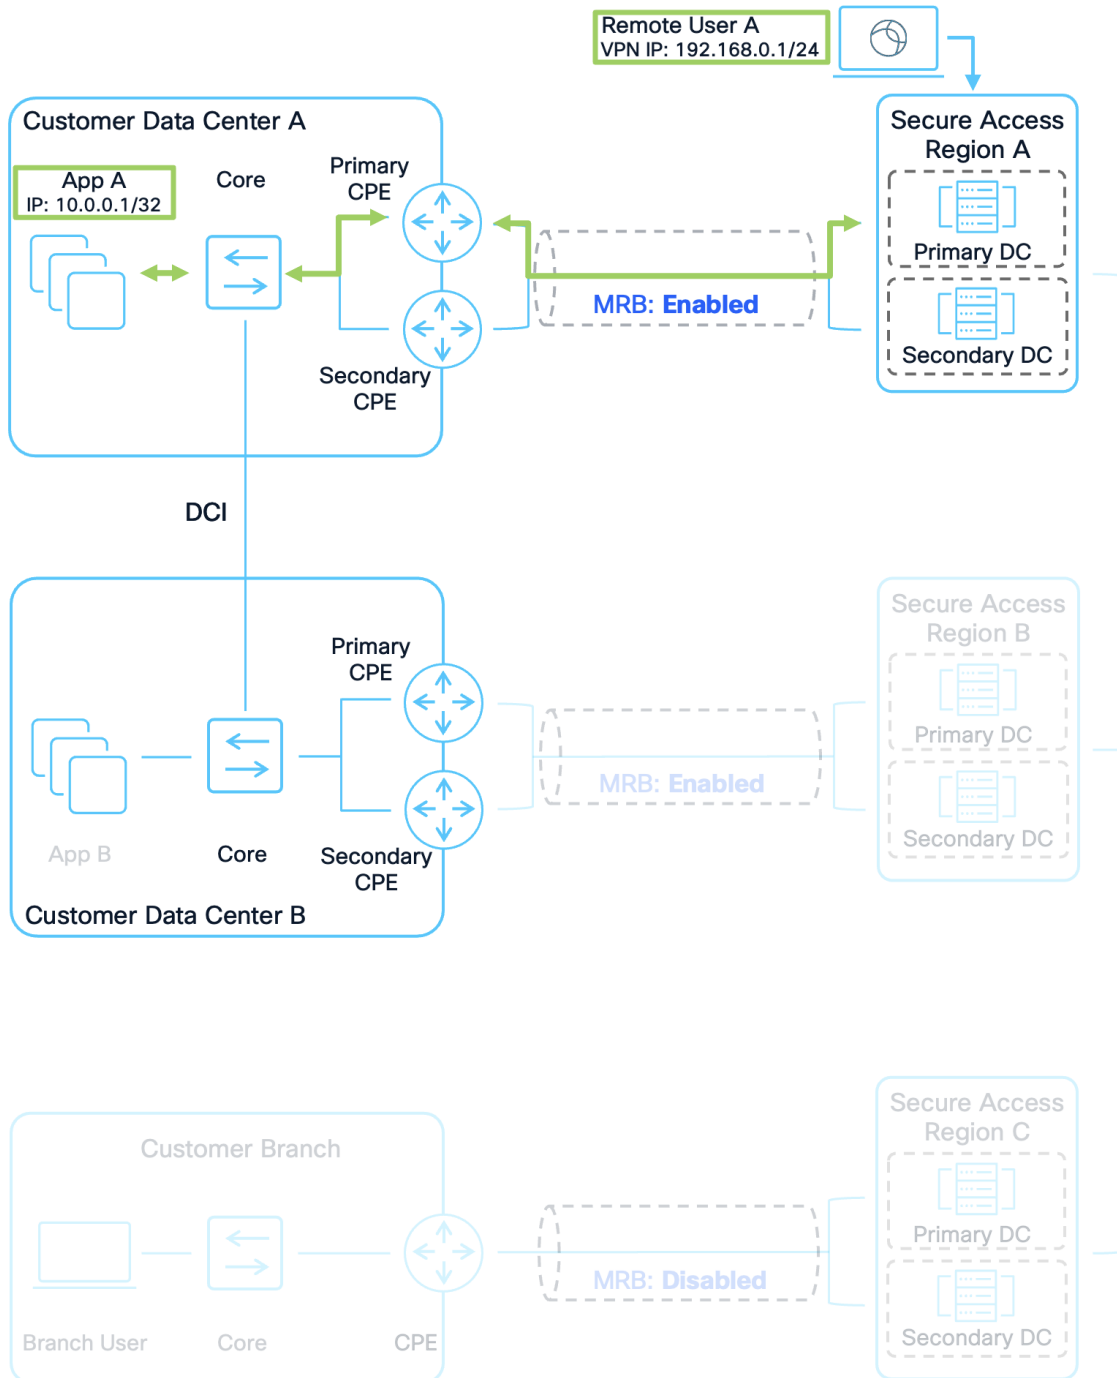 Remote User A
VPN IP: 192.168.0.1/24
Customer Data Center A
App A
IP: 10.0.0.1/32
Core
Primary
CPE
Secondary
CPE
MRB: Enabled
Secure Access
Region A
Primary DC
Secondary DC
DCI
Primary
CPE
App B
Core
Secondary
CPE
Customer Data Center B
MRB: Enabled
Secure Access
Region B
Primary DC
Secondary DC
Customer Branch
Branch User
Core
CPE
MRB: Disabled
Secure Access
Region C
Primary DC
Secondary DC